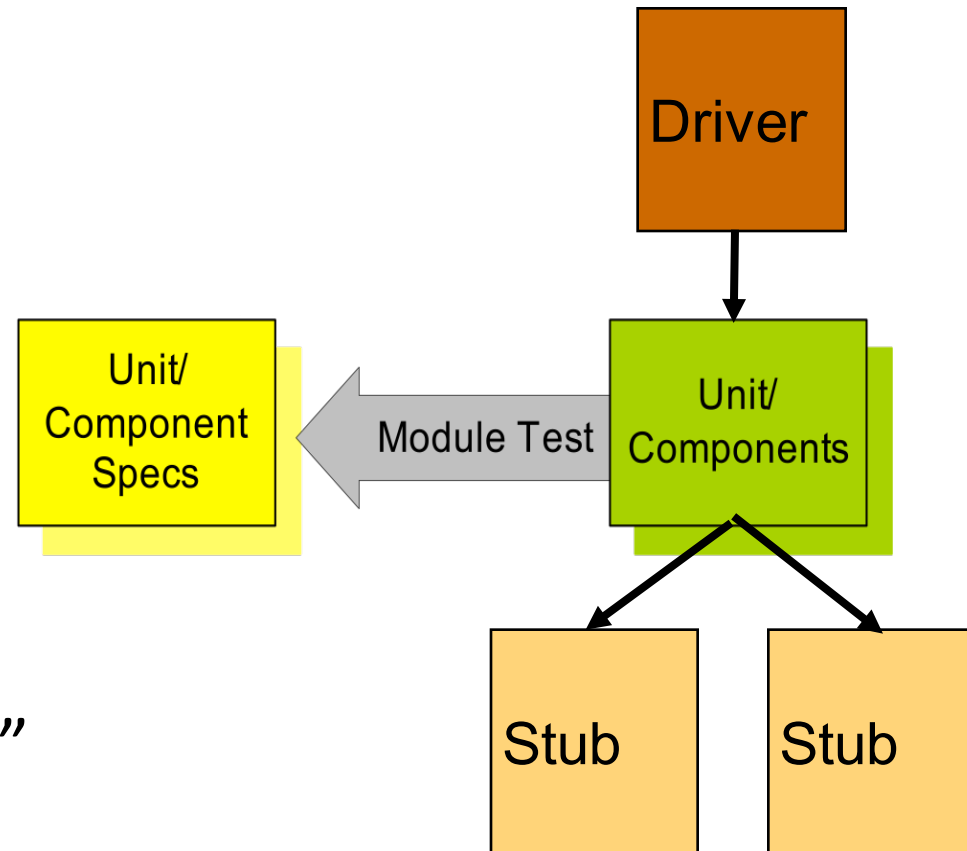 Driver
Unit/
Component
Specs
Module Test
Unit/
Components
”
Stub
Stub